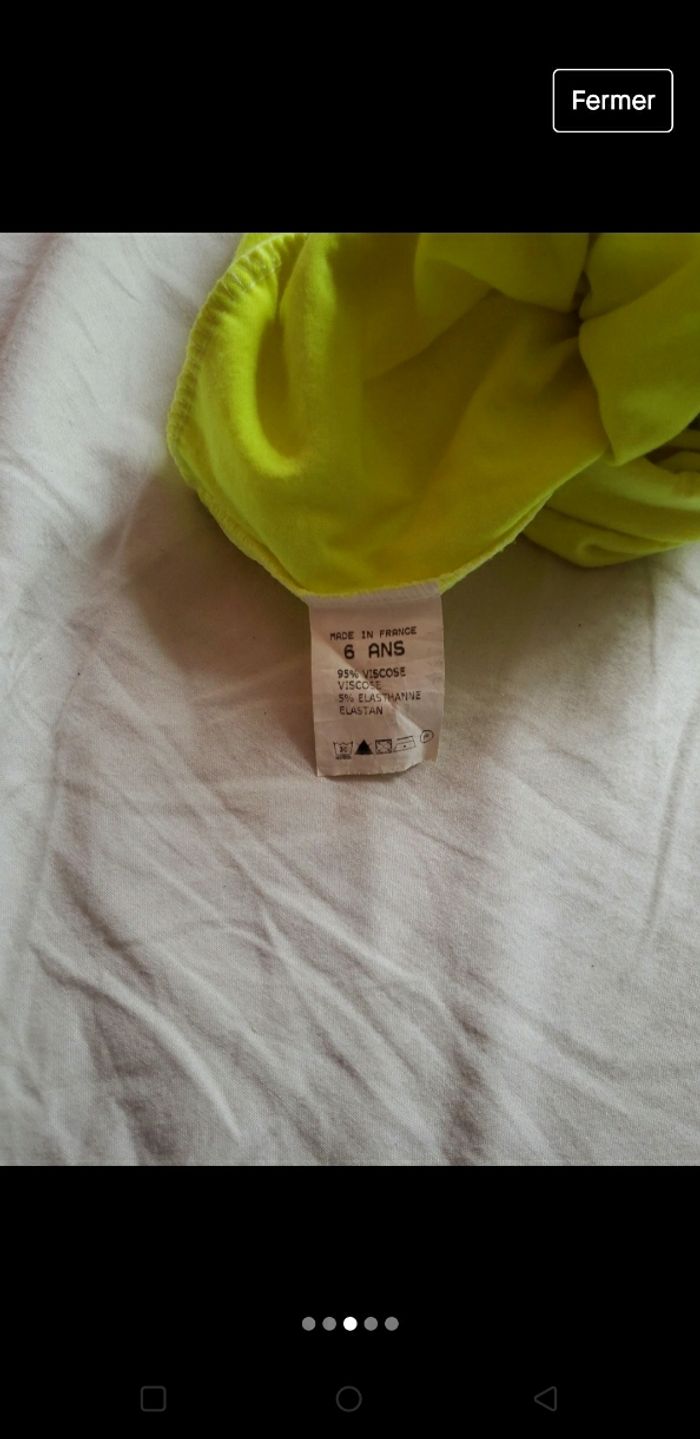 Fermer
MADE IN FRANCE
6 ANS
95% VISCOSE
VISCOSE
5% ELASTHANNE
ELASTAN